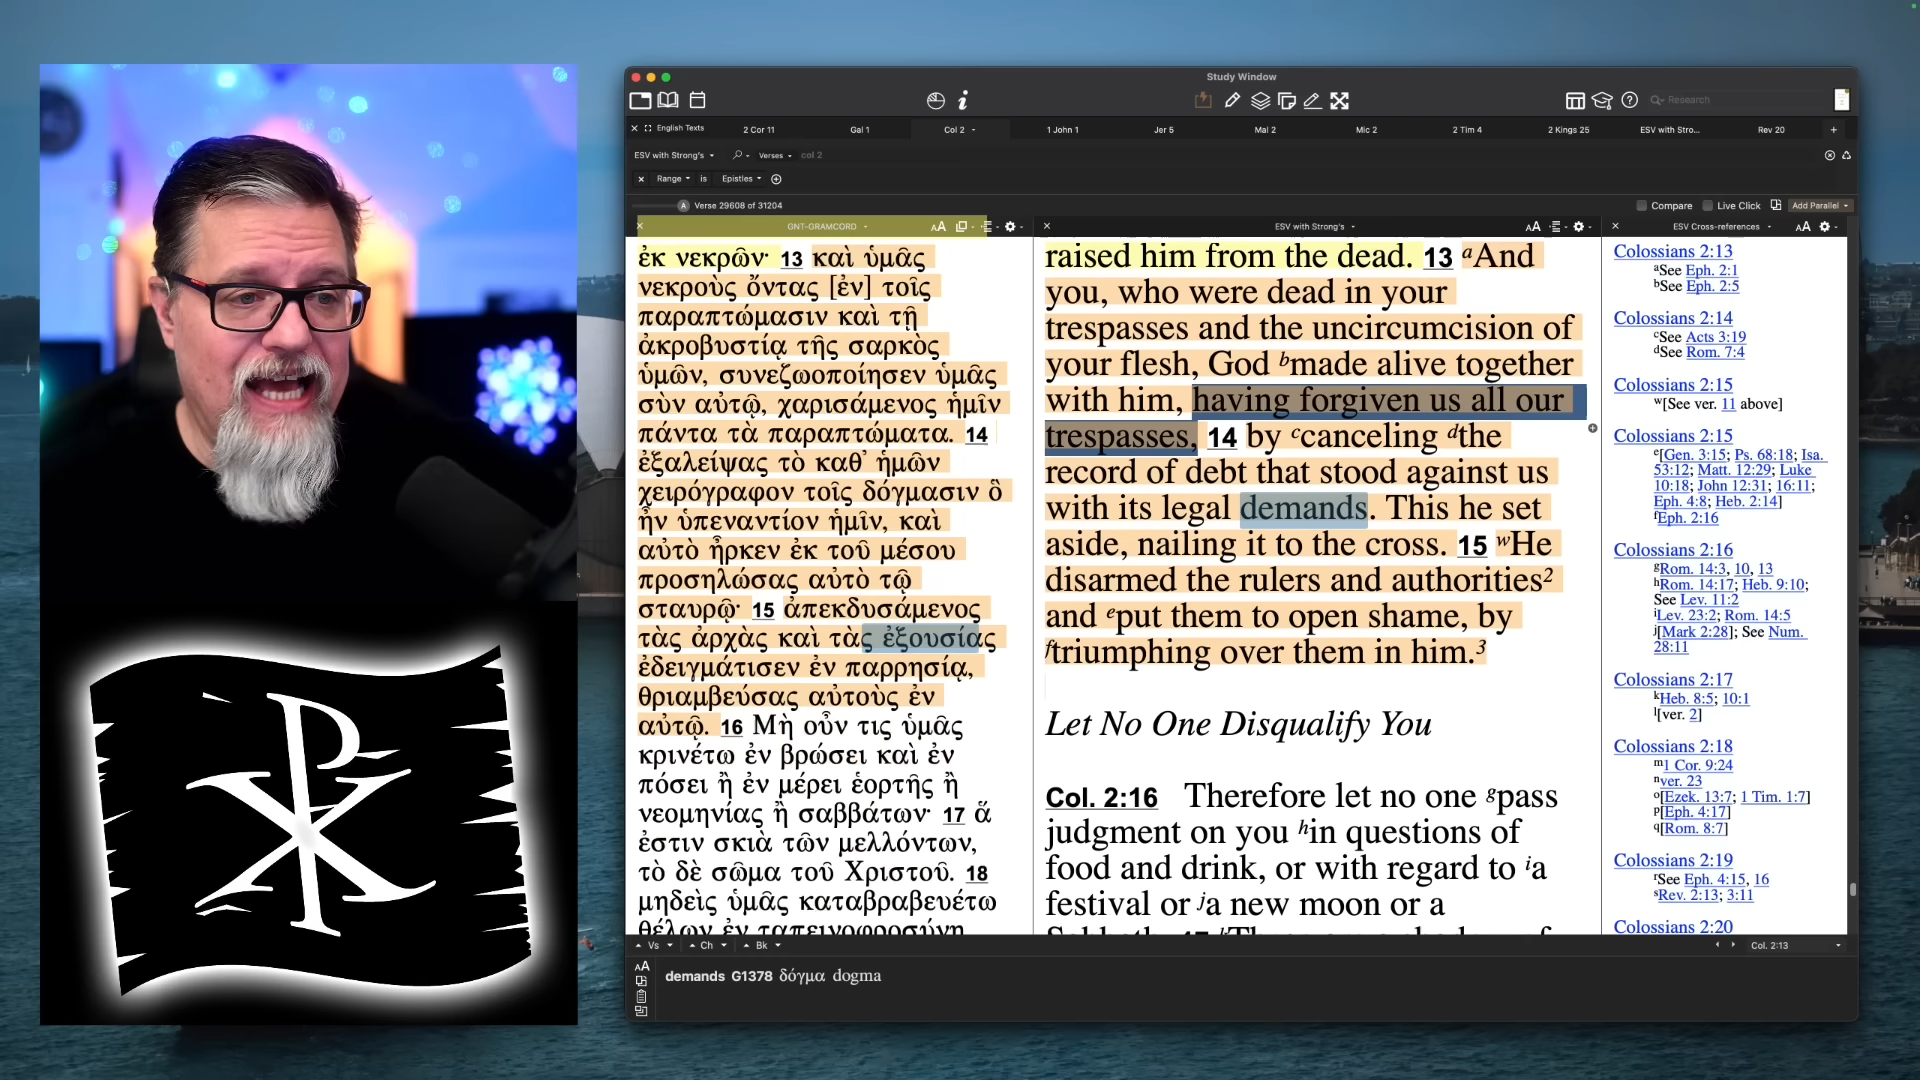 Study Window
Research
English Texts
2 Cor 11
Gal 1
Col 2
1 John 1
Jer 5
Mal 2
Mic 2
2 Tim 4
2 Kings 25
ESV with Stro...
Rev 20
ESV with Strong's
Verses
col 2
Range
is
Epistles
Verse 29608 of 31204
Compare
Live Click
Add Parallel
GNT-GRAMCORD
ἐκ νεκρῶν· 13 καὶ ὑμᾶς
νεκροὺς ὄντας [ἐν] τοῖς
παραπτώμασιν καὶ τῇ
ἀκροβυστίᾳ τῆς σαρκὸς
ὑμῶν, συνεζωοποίησεν ὑμᾶς
σὺν αὐτῷ, χαρισάμενος ἡμῖν
πάντα τὰ παραπτώματα. 14
ἐξαλείψας τὸ καθ’ ἡμῶν
χειρόγραφον τοῖς δόγμασιν ὃ
ἦν ὑπεναντίον ἡμῖν, καὶ
αὐτὸ ἦρκεν ἐκ τοῦ μέσου
προσηλώσας αὐτὸ τῷ
σταυρῷ· 15 ἀπεκδυσάμενος
τὰς ἀρχὰς καὶ τὰς ἐξουσίας
ἐδειγμάτισεν ἐν παρρησίᾳ,
θριαμβεύσας αὐτοὺς ἐν
αὐτῷ. 16 Μὴ οὖν τις ὑμᾶς
κρινέτω ἐν βρώσει καὶ ἐν
πόσει ἢ ἐν μέρει ἑορτῆς ἢ
νεομηνίας ἢ σαββάτων· 17 ἅ
ἐστιν σκιὰ τῶν μελλόντων,
τὸ δὲ σῶμα τοῦ Χριστοῦ. 18
μηδεὶς ὑμᾶς καταβραβευέτω
θέλων ἐν ταπεινοφροσύνῃ
ESV with Strong's
raised him from the dead. 13 aAnd
you, who were dead in your
trespasses and the uncircumcision of
your flesh, God bmade alive together
with him, having forgiven us all our
trespasses, 14 by ccanceling dthe
record of debt that stood against us
with its legal demands. This he set
aside, nailing it to the cross. 15 wHe
disarmed the rulers and authorities2
and eput them to open shame, by
ftriumphing over them in him.3
Let No One Disqualify You
Col. 2:16 Therefore let no one gpass
judgment on you hin questions of
food and drink, or with regard to ia
festival or ja new moon or a
ESV Cross-references
Colossians 2:13
aSee Eph. 2:1
bSee Eph. 2:5
Colossians 2:14
cSee Acts 3:19
dSee Rom. 7:4
Colossians 2:15
w[See ver. 11 above]
Colossians 2:15
e[Gen. 3:15; Ps. 68:18; Isa.
53:12; Matt. 12:29; Luke
10:18; John 12:31; 16:11;
Eph. 4:8; Heb. 2:14]
fEph. 2:16
Colossians 2:16
gRom. 14:3, 10, 13
hRom. 14:17; Heb. 9:10;
See Lev. 11:2
iLev. 23:2; Rom. 14:5
j[Mark 2:28]; See Num.
28:11
Colossians 2:17
kHeb. 8:5; 10:1
l[ver. 2]
Colossians 2:18
m1 Cor. 9:24
nver. 23
o[Ezek. 13:7; 1 Tim. 1:7]
p[Eph. 4:17]
q[Rom. 8:7]
Colossians 2:19
rSee Eph. 4:15, 16
sRev. 2:13; 3:11
Colossians 2:20
Vs
Ch
Bk
Col. 2:13
demands G1378 δόγμα dogma